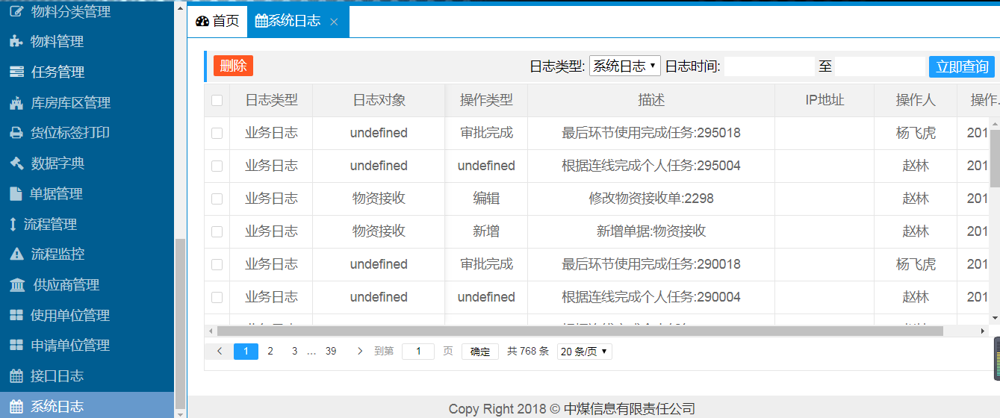 物料分类管理
物料管理
任务管理
库房库区管理
货位标签打印
数据字典
单据管理
流程管理
流程监控
供应商管理
使用单位管理
申请单位管理
接口日志
系统日志
首页 系统日志 ×
删除 日志类型: 系统日志 日志时间: 至 立即查询
日志类型 日志对象 操作类型 描述 IP地址 操作人 操作.
业务日志 undefined 审批完成 最后环节使用完成任务:295018 杨飞虎 201
业务日志 undefined undefined 根据连线完成个人任务:295004 赵林 201
业务日志 物资接收 编辑 修改物资接收单:2298 赵林 201
业务日志 物资接收 新增 新增单据:物资接收 赵林 201
业务日志 undefined 审批完成 最后环节使用完成任务:290018 杨飞虎 201
业务日志 undefined undefined 根据连线完成个人任务:290004 赵林 201
1 2 3 … 39 到第 1 页 确定 共 768 条 20 条/页
Copy Right 2018 © 中煤信息有限责任公司